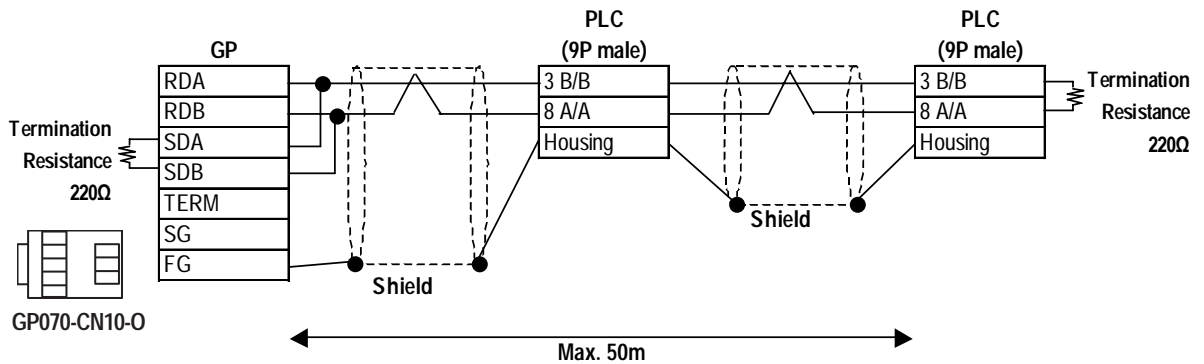 GP
RDA
RDB
SDA
SDB
TERM
SG
FG
Termination
Resistance
220Ω
GP070-CN10-O
Shield
PLC
(9P male)
3 B/B
8 A/A
Housing
Shield
PLC
(9P male)
3 B/B
8 A/A
Housing
Termination
Resistance
220Ω
Max. 50m